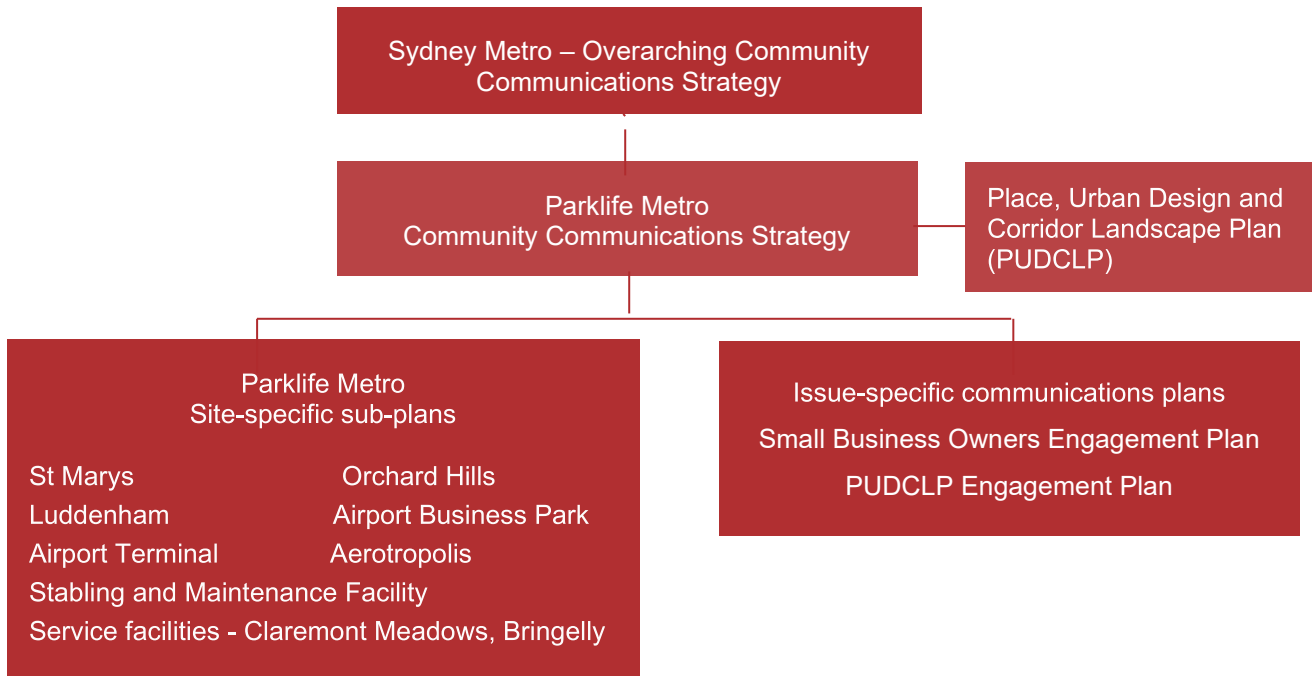 Sydney Metro – Overarching Community
Communications Strategy
Parklife Metro
Community Communications Strategy
Place, Urban Design and
Corridor Landscape Plan
(PUDCLP)
Parklife Metro
Site-specific sub-plans
St Marys Orchard Hills
Luddenham Airport Business Park
Airport Terminal Aerotropolis
Stabling and Maintenance Facility
Service facilities - Claremont Meadows, Bringelly
Issue-specific communications plans
Small Business Owners Engagement Plan
PUDCLP Engagement Plan